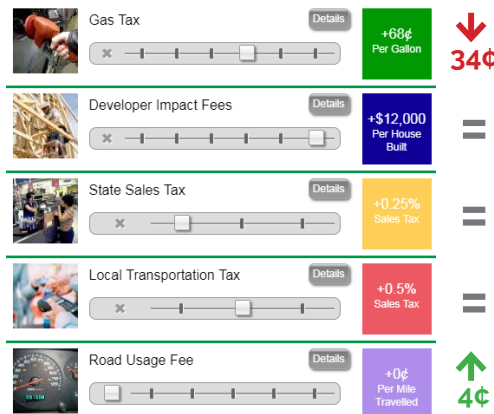 Gas Tax
Details
+68¢
Per Gallon
34¢
Developer Impact Fees
Details
+$12,000
Per House
Built
=
State Sales Tax
Details
+0.25%
Sales Tax
=
Local Transportation Tax
Details
+0.5%
Sales Tax
=
Road Usage Fee
Details
+0¢
Per Mile
Travelled
4¢